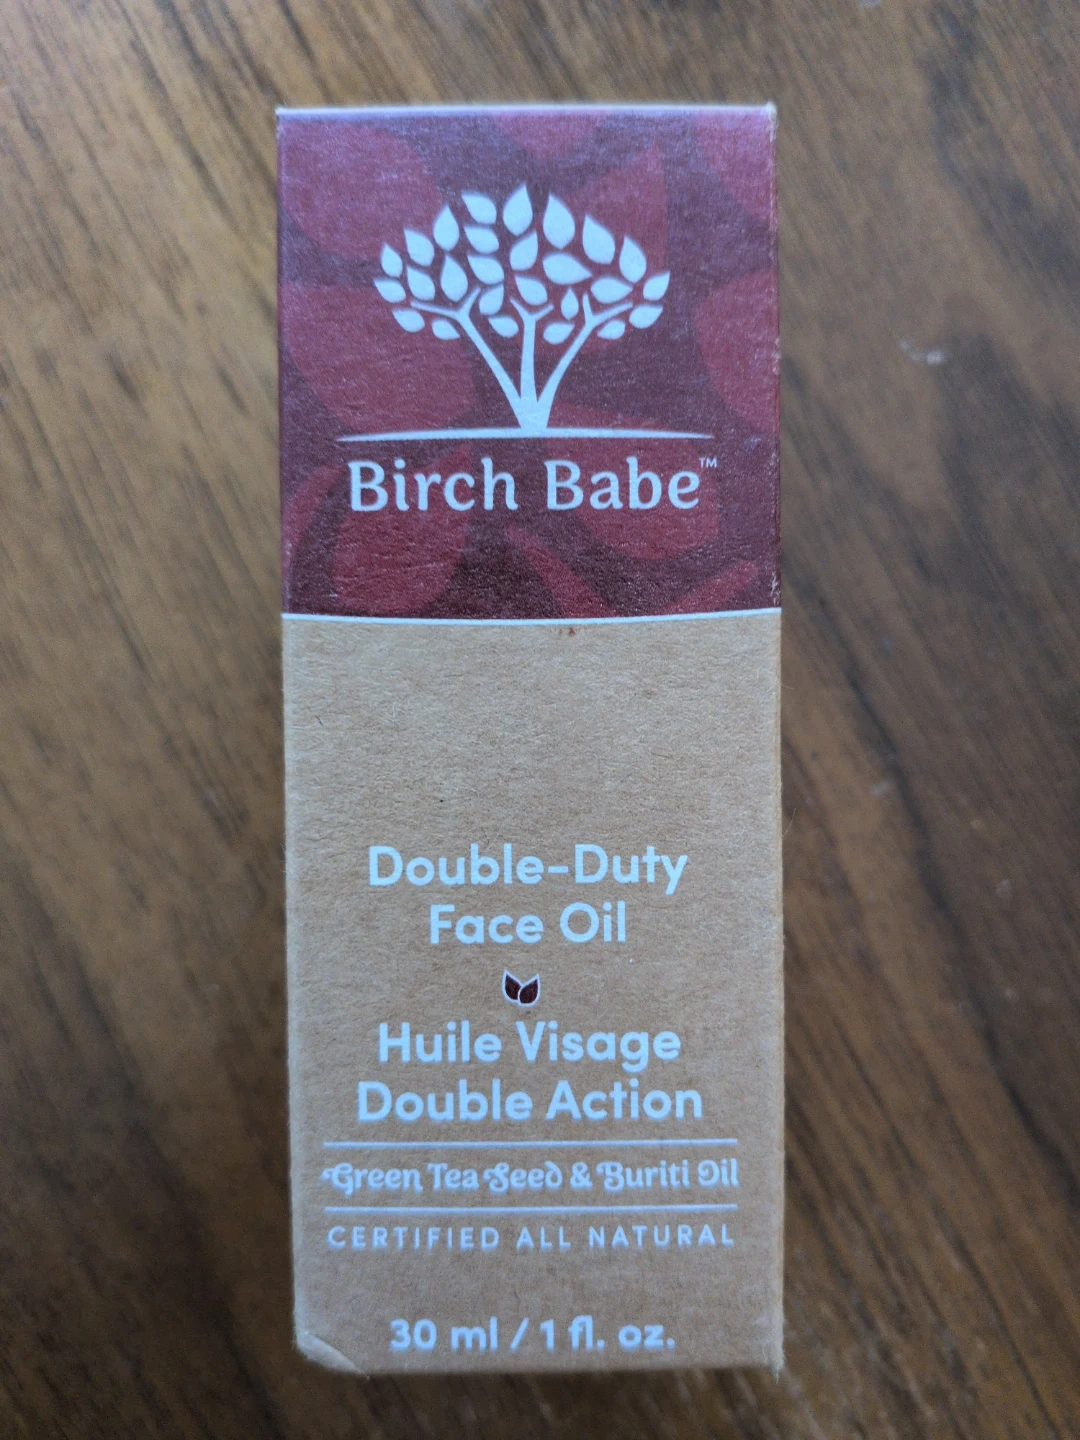 Birch Babe™
Double-Duty
Face Oil
Huile Visage
Double Action
Green Tea Seed & Buriti Oil
CERTIFIED ALL NATURAL
30 ml / 1 fl. oz.